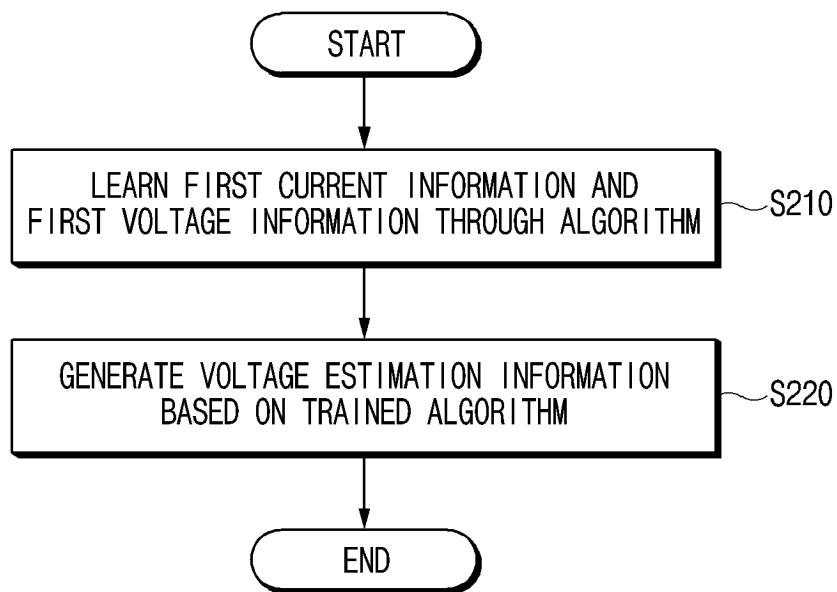 START
LEARN FIRST CURRENT INFORMATION AND
FIRST VOLTAGE INFORMATION THROUGH ALGORITHM
S210
GENERATE VOLTAGE ESTIMATION INFORMATION
BASED ON TRAINED ALGORITHM
S220
END